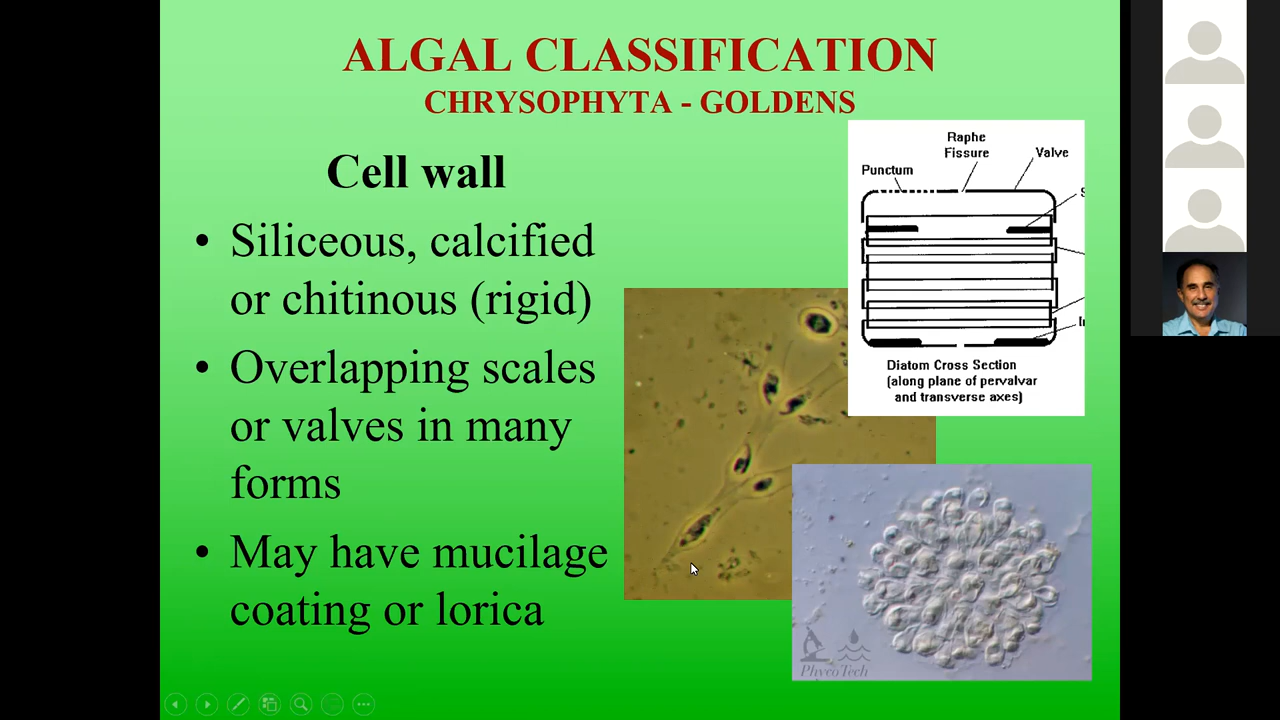 ALGAL CLASSIFICATION
CHRYSOPHYTA - GOLDENS
Cell wall
• Siliceous, calcified
or chitinous (rigid)
• Overlapping scales
or valves in many
forms
• May have mucilage
coating or lorica
Raphe
Fissure
Valve
Punctum
Diatom Cross Section
(along plane of pervalvar
and transverse axes)
PhycoTech